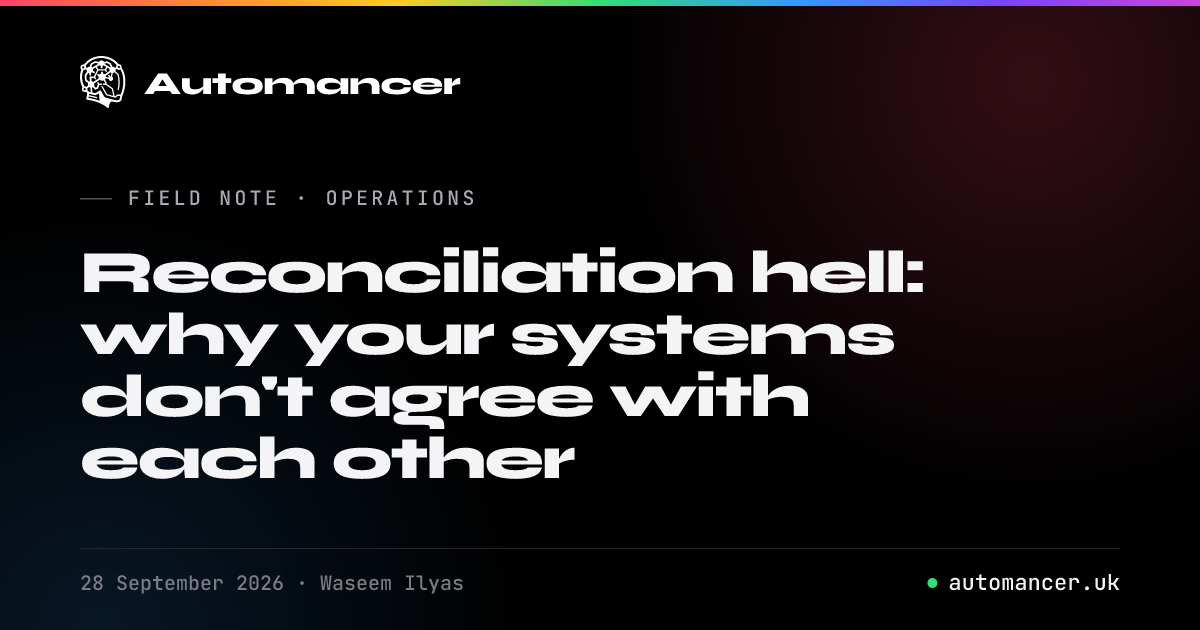 Automancer
FIELD NOTE · OPERATIONS
Reconciliation hell:
why your systems
don't agree with
each other
28 September 2026 · Waseem Ilyas
automancer.uk